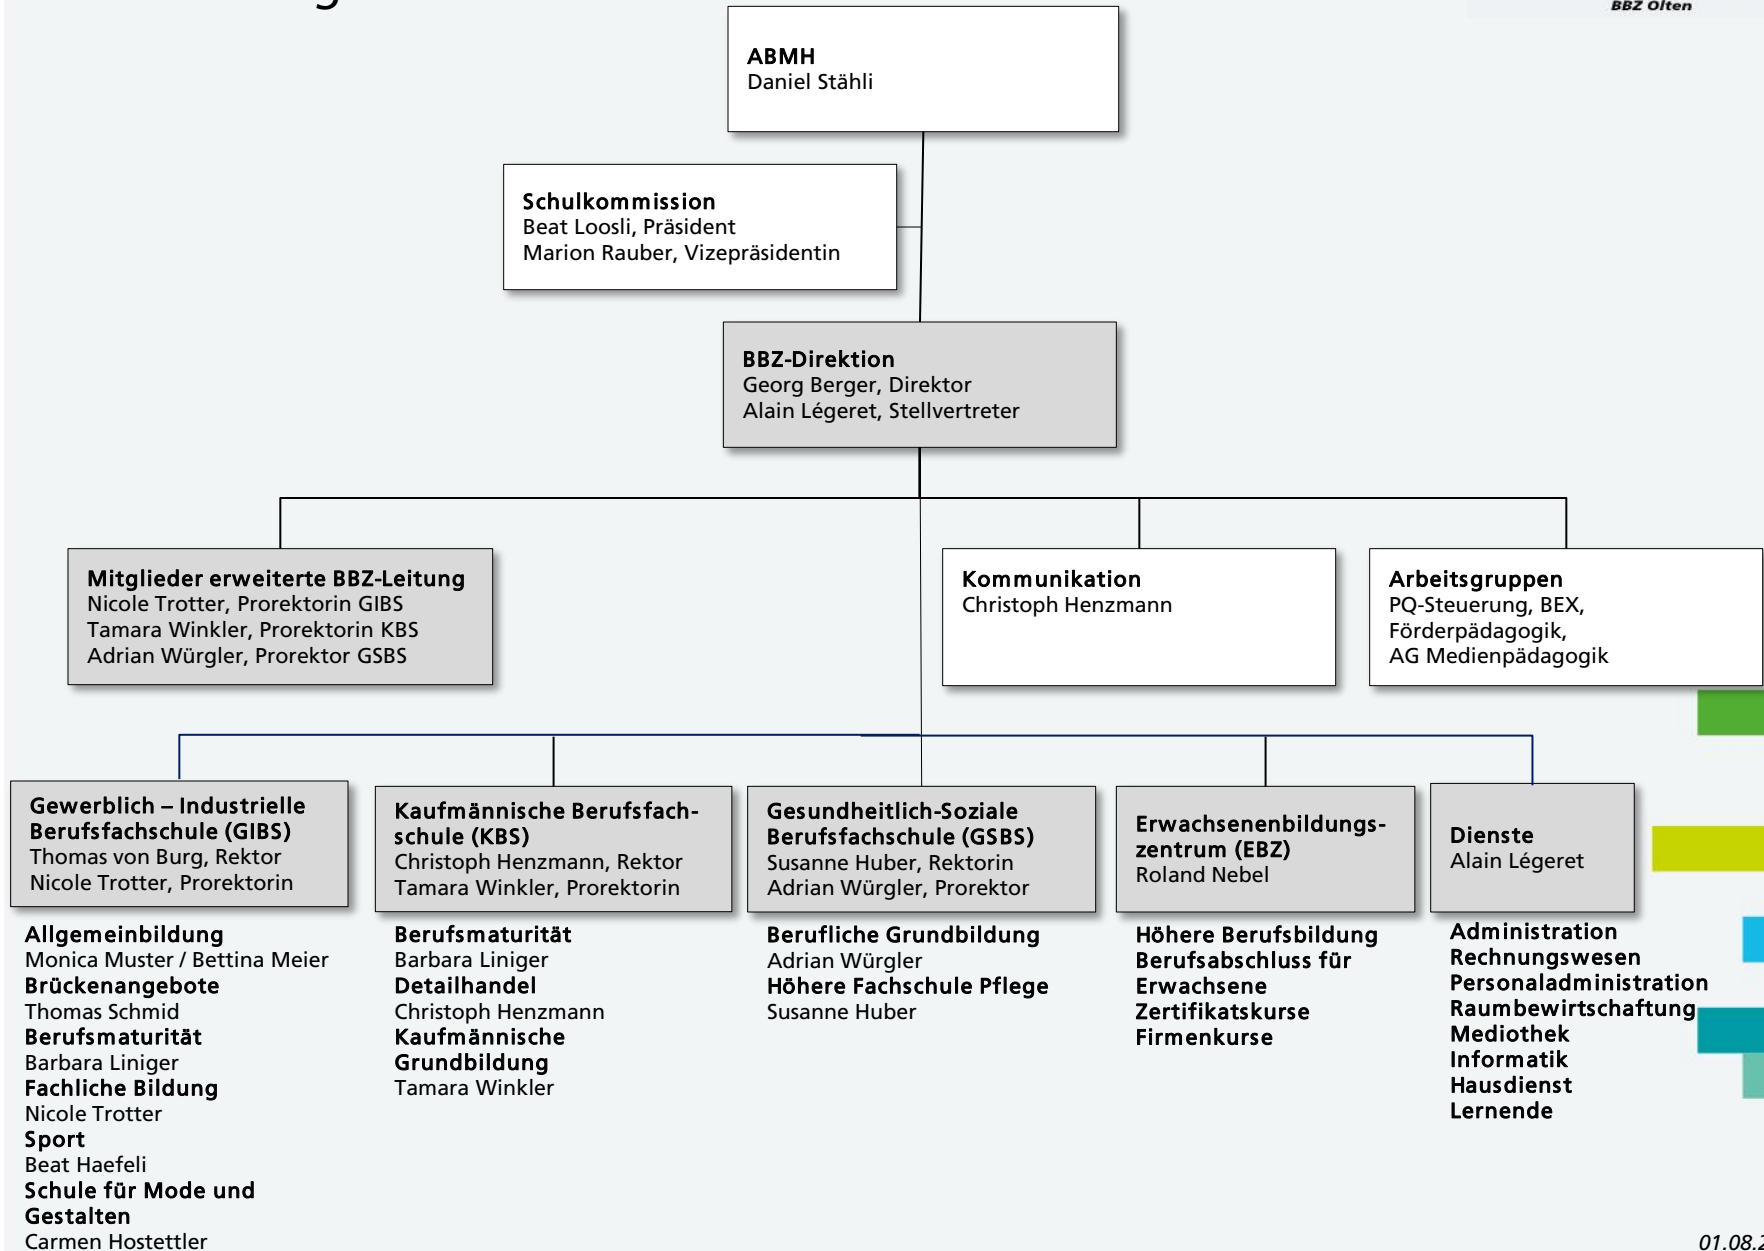 BBZ Olten
ABMH
Daniel Stähli
Schulkommission
Beat Loosli, Präsident
Marion Rauber, Vizepräsidentin
BBZ-Direktion
Georg Berger, Direktor
Alain Légeret, Stellvertreter
Mitglieder erweiterte BBZ-Leitung
Nicole Trotter, Prorektorin GIBS
Tamara Winkler, Prorektorin KBS
Adrian Würgler, Prorektor GSBS
Kommunikation
Christoph Henzmann
Arbeitsgruppen
PQ-Steuerung, BEX,
Förderpädagogik,
AG Medienpädagogik
Gewerblich – Industrielle
Berufsfachschule (GIBS)
Thomas von Burg, Rektor
Nicole Trotter, Prorektorin
Allgemeinbildung
Monica Muster / Bettina Meier
Brückenangebote
Thomas Schmid
Berufsmaturität
Barbara Liniger
Fachliche Bildung
Nicole Trotter
Sport
Beat Haefeli
Schule für Mode und
Gestalten
Carmen Hostettler
Kaufmännische Berufsfach-
schule (KBS)
Christoph Henzmann, Rektor
Tamara Winkler, Prorektorin
Berufsmaturität
Barbara Liniger
Detailhandel
Christoph Henzmann
Kaufmännische
Grundbildung
Tamara Winkler
Gesundheitlich-Soziale
Berufsfachschule (GSBS)
Susanne Huber, Rektorin
Adrian Würgler, Prorektor
Berufliche Grundbildung
Adrian Würgler
Höhere Fachschule Pflege
Susanne Huber
Erwachsenenbildungs-
zentrum (EBZ)
Roland Nebel
Höhere Berufsbildung
Berufsabschluss für
Erwachsene
Zertifikatskurse
Firmenkurse
Dienste
Alain Légeret
Administration
Rechnungswesen
Personaladministration
Raumbewirtschaftung
Mediothek
Informatik
Hausdienst
Lernende
01.08.2